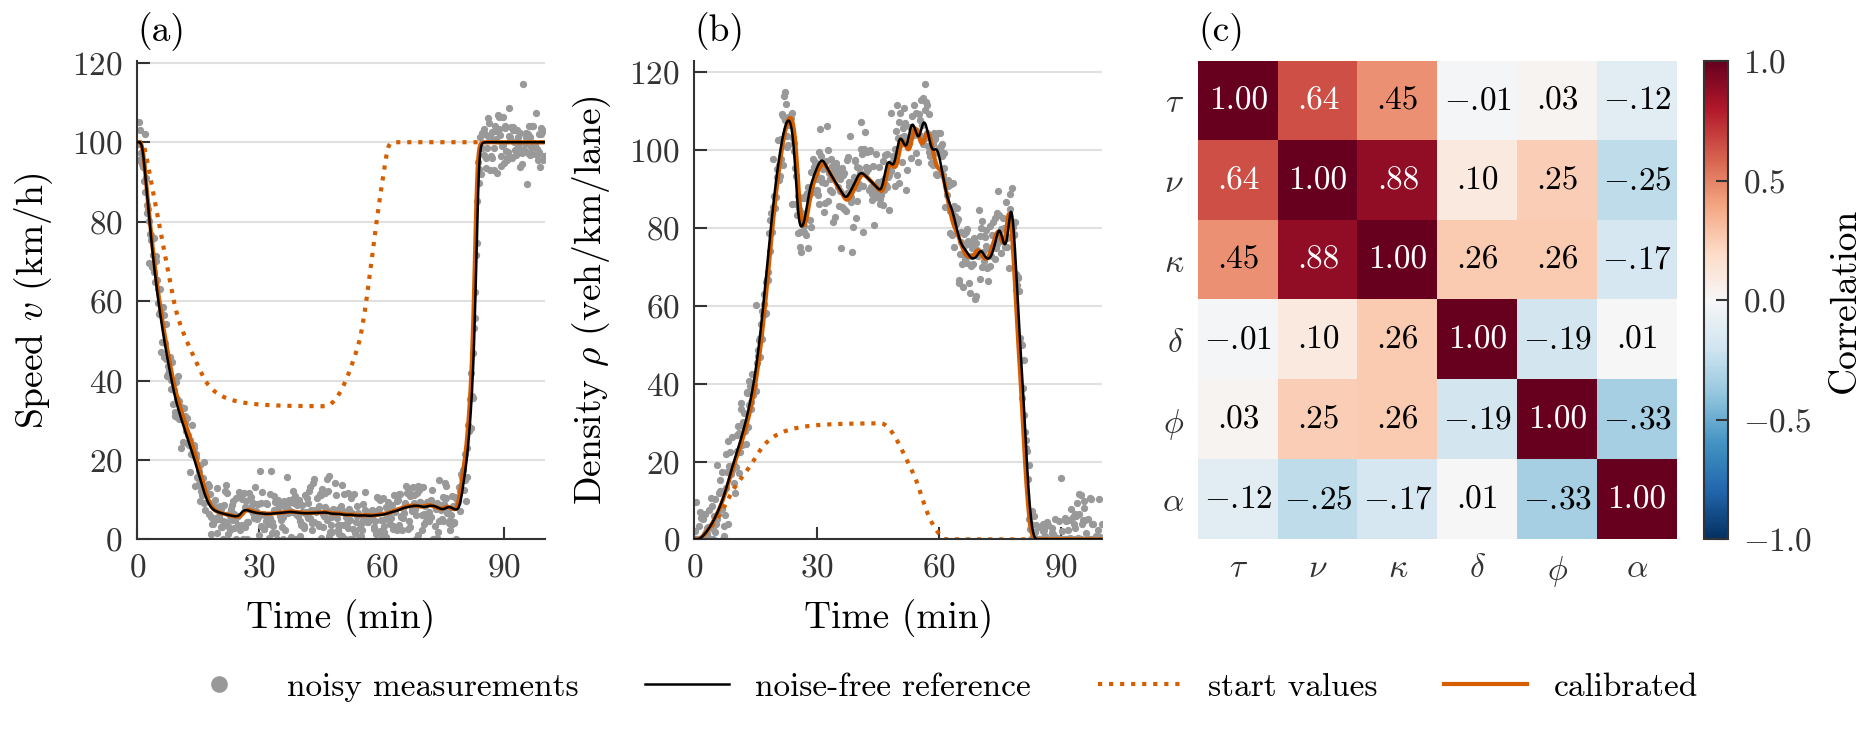 (a)
120
100
80
60
40
20
0
0 30 60 90
Speed v (km/h)
Time (min)
(b)
120
100
80
60
40
20
0
0 30 60 90
Density ρ (veh/km/lane)
Time (min)
(c)
τ 1.00 .64 .45 −.01 .03 −.12
ν .64 1.00 .88 .10 .25 −.25
κ .45 .88 1.00 .26 .26 −.17
δ −.01 .10 .26 1.00 −.19 .01
ϕ .03 .25 .26 −.19 1.00 −.33
α −.12 −.25 −.17 .01 −.33 1.00
τ ν κ δ ϕ α
1.0
0.5
0.0
−0.5
−1.0
Correlation
noisy measurements noise-free reference start values calibrated